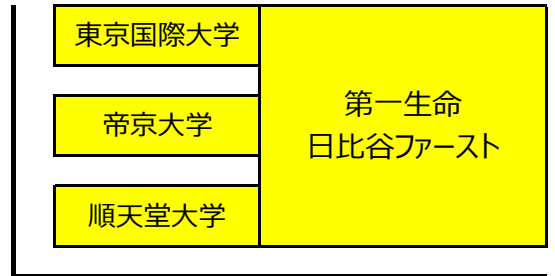 東京国際大学
帝京大学
順天堂大学
第一生命
日比谷ファースト